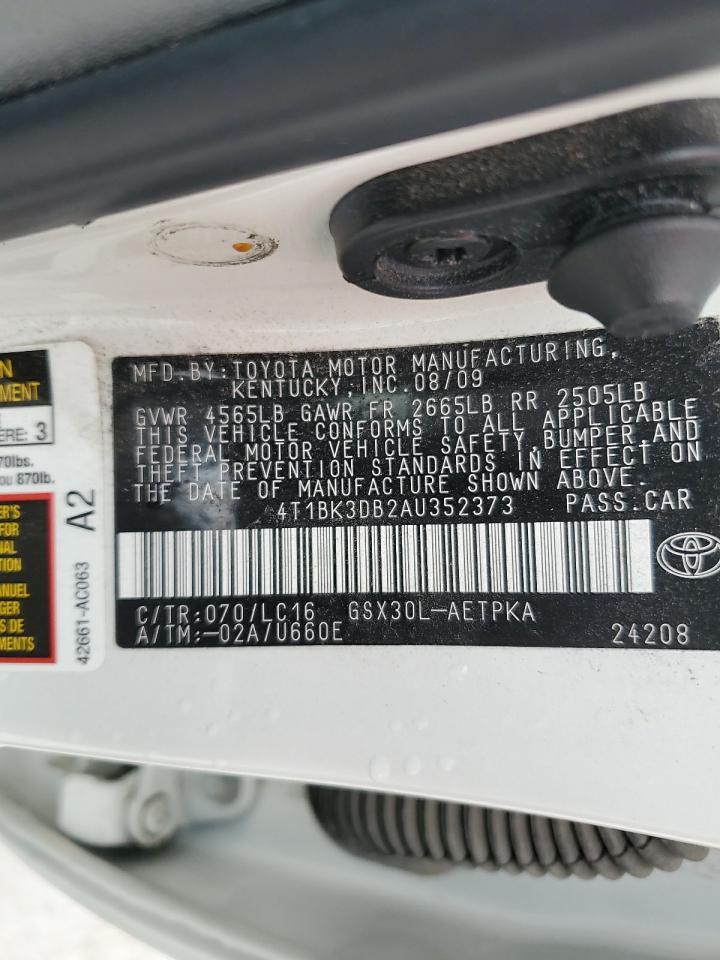 MFD.BY:TOYOTA MOTOR MANUFACTURING,
KENTUCKY,INC.08/09
GVWR 4565LB GAWR FR 2665LB RR 2505LB
THIS VEHICLE CONFORMS TO ALL APPLICABLE
FEDERAL MOTOR VEHICLE SAFETY,BUMPER,AND
THEFT PREVENTION STANDARDS IN EFFECT ON
THE DATE OF MANUFACTURE SHOWN ABOVE.
4T1BK3DB2AU352373 PASS.CAR
C/TR:070/LC16 GSX30L-AETPKA
A/TM:-02A/U660E 24208
3
870lb.
A2
42661-AC063